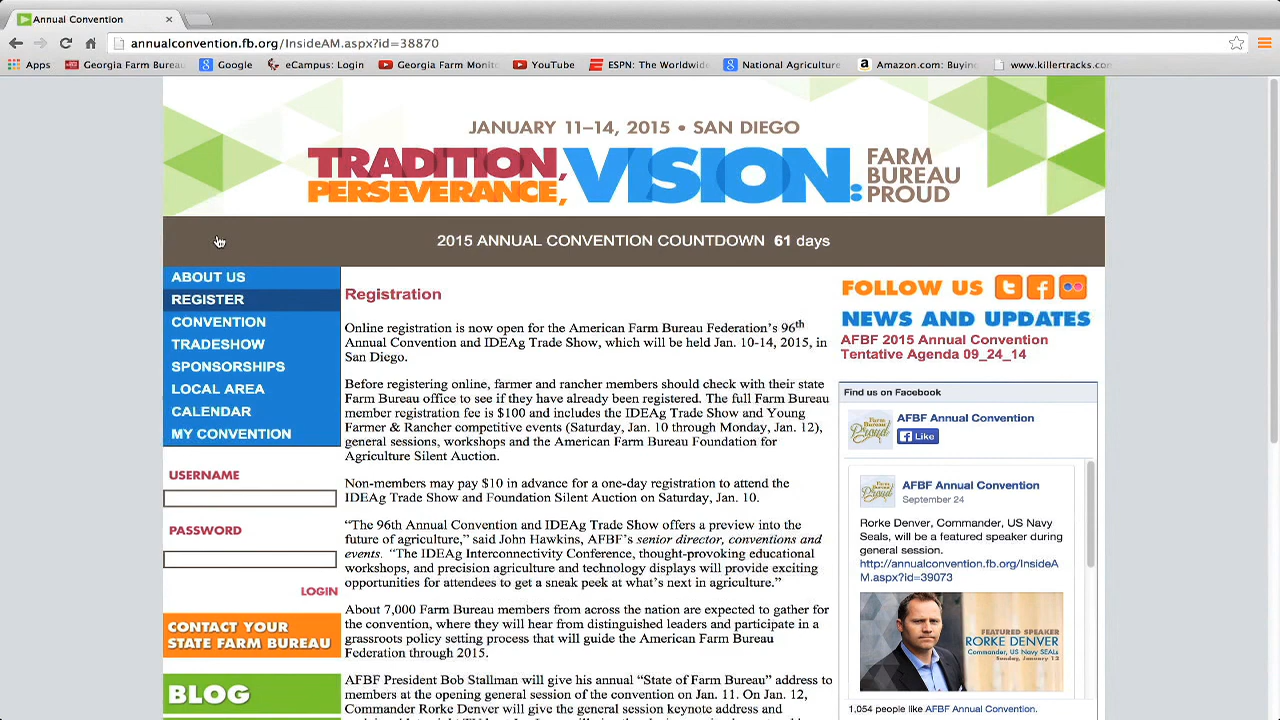 Annual Convention
annualconvention.fb.org/InsideAM.aspx?id=38870
Apps Georgia Farm Bureau Google eCampus: Login Georgia Farm Monito YouTube ESPN: The Worldwide National Agriculture Amazon.com: Buyin www.killertracks.co
JANUARY 11–14, 2015 • SAN DIEGO
TRADITION,
PERSEVERANCE,
VISION:
FARM
BUREAU
PROUD
2015 ANNUAL CONVENTION COUNTDOWN 61 days
ABOUT US
REGISTER
CONVENTION
TRADESHOW
SPONSORSHIPS
LOCAL AREA
CALENDAR
MY CONVENTION
USERNAME
PASSWORD
LOGIN
CONTACT YOUR
STATE FARM BUREAU
BLOG
Registration
Online registration is now open for the American Farm Bureau Federation’s 96th
Annual Convention and IDEAg Trade Show, which will be held Jan. 10-14, 2015, in
San Diego.
Before registering online, farmer and rancher members should check with their state
Farm Bureau office to see if they have already been registered. The full Farm Bureau
member registration fee is $100 and includes the IDEAg Trade Show and Young
Farmer & Rancher competitive events (Saturday, Jan. 10 through Monday, Jan. 12),
general sessions, workshops and the American Farm Bureau Foundation for
Agriculture Silent Auction.
Non-members may pay $10 in advance for a one-day registration to attend the
IDEAg Trade Show and Foundation Silent Auction on Saturday, Jan. 10.
“The 96th Annual Convention and IDEAg Trade Show offers a preview into the
future of agriculture,” said John Hawkins, AFBF’s senior director, conventions and
events. “The IDEAg Interconnectivity Conference, thought-provoking educational
workshops, and precision agriculture and technology displays will provide exciting
opportunities for attendees to get a sneak peek at what’s next in agriculture.”
About 7,000 Farm Bureau members from across the nation are expected to gather for
the convention, where they will hear from distinguished leaders and participate in a
grassroots policy setting process that will guide the American Farm Bureau
Federation through 2015.
AFBF President Bob Stallman will give his annual “State of Farm Bureau” address to
members at the opening general session of the convention on Jan. 11. On Jan. 12,
Commander Rorke Denver will give the general session keynote address and
FOLLOW US
NEWS AND UPDATES
AFBF 2015 Annual Convention
Tentative Agenda 09_24_14
Find us on Facebook
AFBF Annual Convention
Like
AFBF Annual Convention
September 24
Rorke Denver, Commander, US Navy
Seals, will be a featured speaker during
general session.
http://annualconvention.fb.org/InsideA
M.aspx?id=39073
FEATURED SPEAKER
RORKE DENVER
Commander, US Navy SEALs
Sunday, January 12
1,054 people like AFBF Annual Convention.